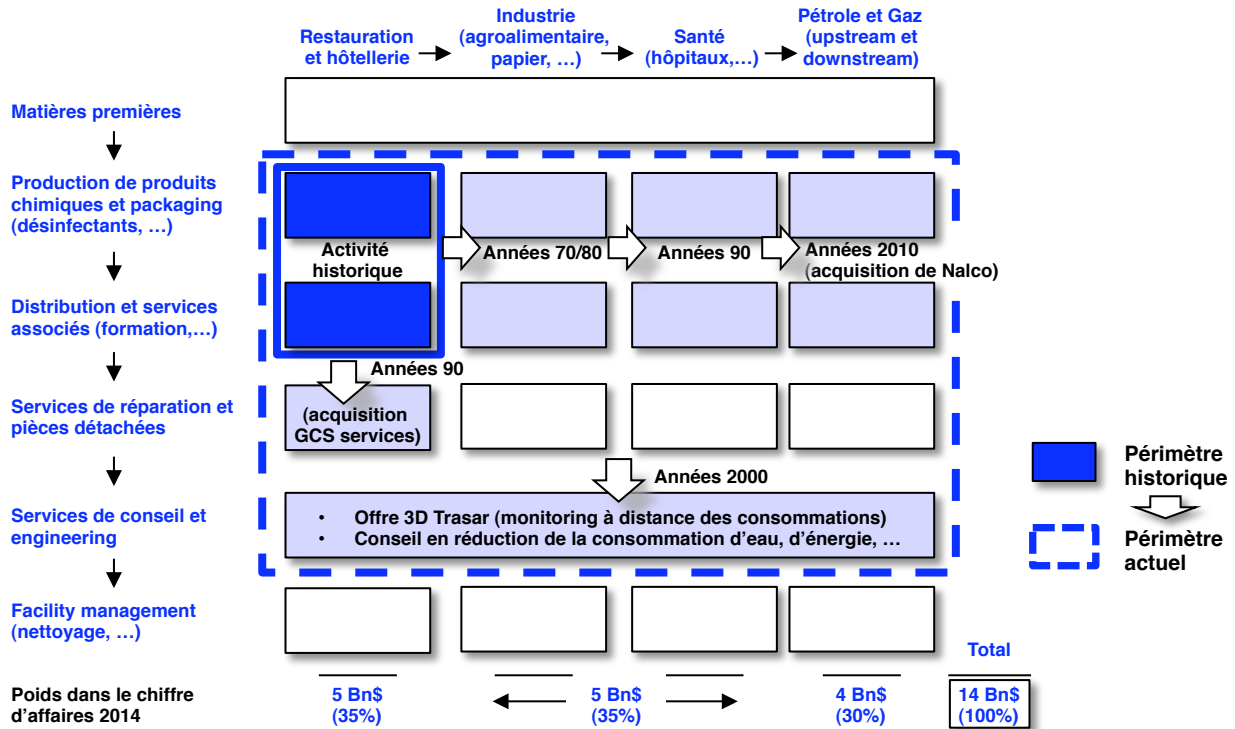 Restauration
et hôtellerie
Industrie
(agroalimentaire,
papier, …)
Santé
(hôpitaux,…)
Pétrole et Gaz
(upstream et
downstream)
Matières premières
Production de produits
chimiques et packaging
(désinfectants, …)
Activité
historique
Années 70/80
Années 90
Années 2010
(acquisition de Nalco)
Distribution et services
associés (formation,…)
Années 90
Services de réparation et
pièces détachées
(acquisition
GCS services)
Années 2000
Services de conseil et
engineering
• Offre 3D Trasar (monitoring à distance des consommations)
• Conseil en réduction de la consommation d'eau, d'énergie, …
Facility management
(nettoyage, …)
Périmètre
historique
Périmètre
actuel
Total
Poids dans le chiffre
d'affaires 2014
5 Bn$
(35%)
5 Bn$
(35%)
4 Bn$
(30%)
14 Bn$
(100%)